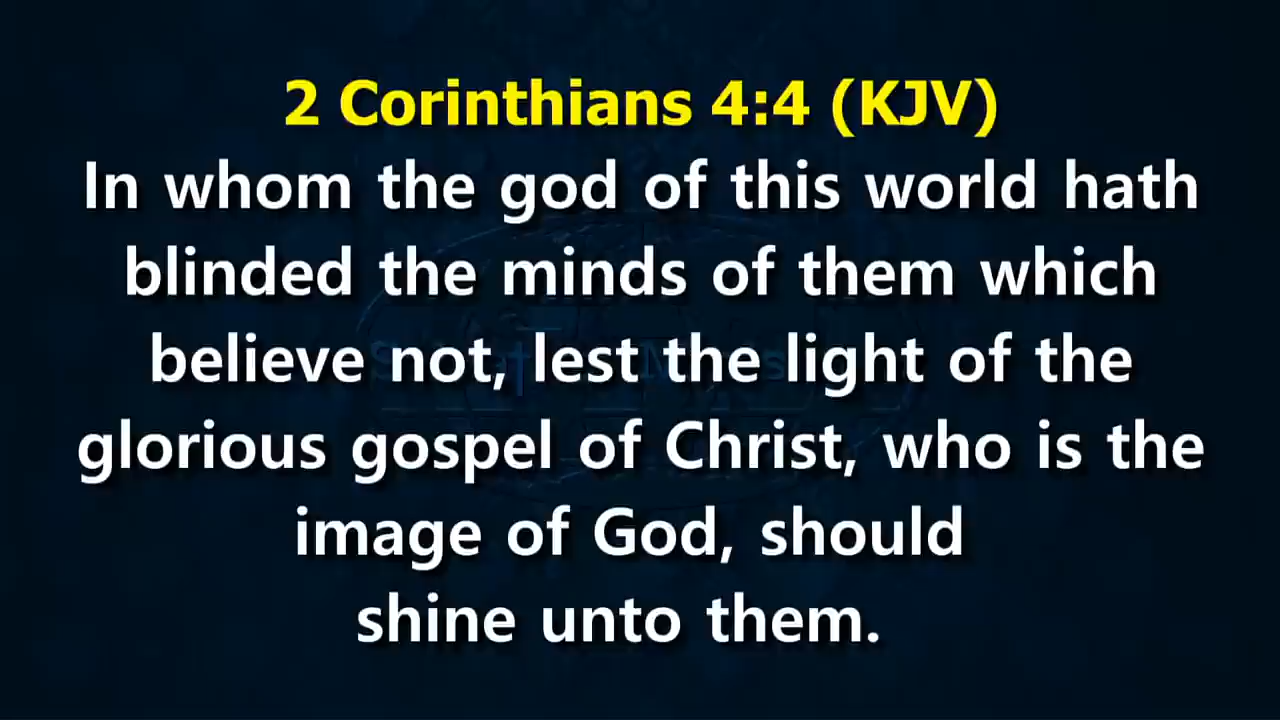 2 Corinthians 4:4 (KJV)
In whom the god of this world hath
blinded the minds of them which
believe not, lest the light of the
glorious gospel of Christ, who is the
image of God, should
shine unto them.